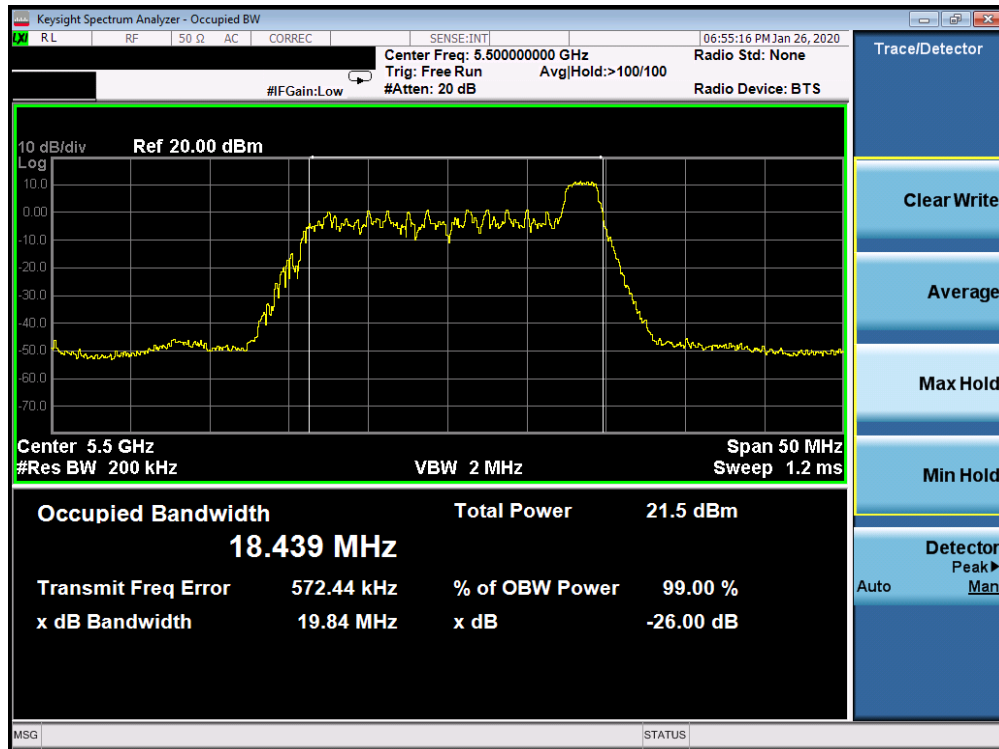 Keysight Spectrum Analyzer - Occupied BW
LXI RL RF 50 Ω AC CORREC SENSE:INT 06:55:16 PM Jan 26, 2020
Center Freq: 5.500000000 GHz Radio Std: None
Trig: Free Run Avg|Hold:>100/100
#IFGain:Low #Atten: 20 dB Radio Device: BTS
10 dB/div Ref 20.00 dBm
Log
10.0
0.00
-10.0
-20.0
-30.0
-40.0
-50.0
-60.0
-70.0
Center 5.5 GHz Span 50 MHz
#Res BW 200 kHz VBW 2 MHz Sweep 1.2 ms
Occupied Bandwidth Total Power 21.5 dBm
18.439 MHz
Transmit Freq Error 572.44 kHz % of OBW Power 99.00 %
x dB Bandwidth 19.84 MHz x dB -26.00 dB
MSG STATUS
Trace/Detector
Clear Write
Average
Max Hold
Min Hold
Detector
Peak▶
Auto Man